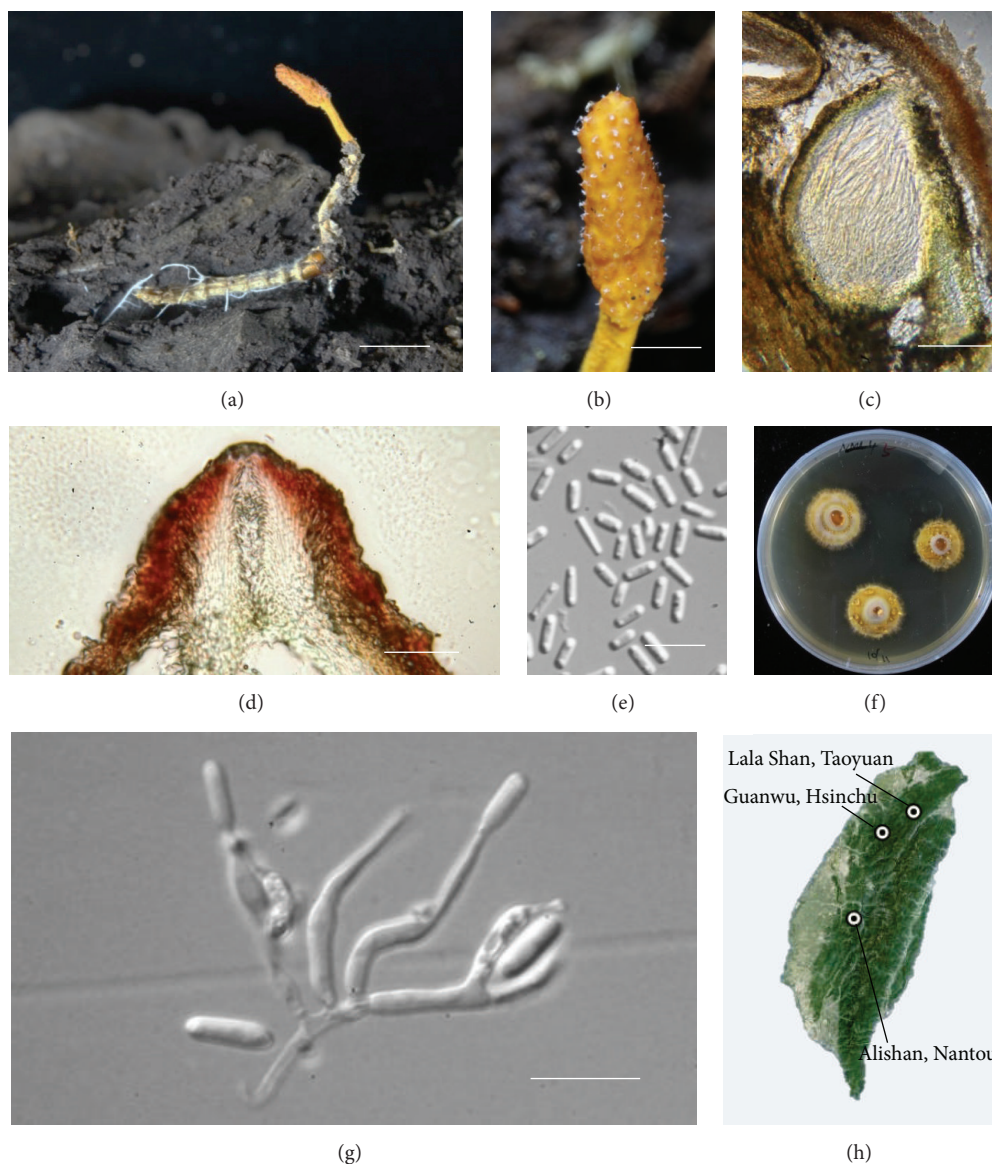 (a)
(b)
(c)
(d)
(e)
(f)
Lala Shan, Taoyuan
Guanwu, Hsinchu
Alishan, Nantou
(g)
(h)